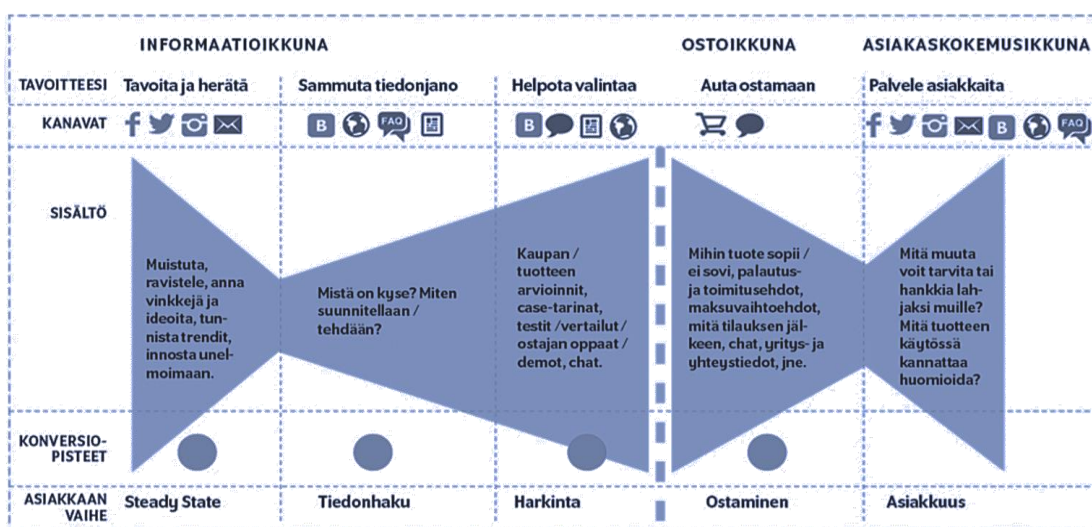 INFORMAATIOIKKUNA
OSTOIKKUNA
ASIAKASKOKEMUSIKKUNA
TAVOITTEESI
Tavoita ja herätä
Sammuta tiedonjano
Helpota valintaa
Auta ostamaan
Palvele asiakkaita
KANAVAT
B
FAQ
B
B
FAQ
SISÄLTÖ
Muistuta,
ravistele, anna
vinkkejä ja
ideoita, tun-
nista trendit,
innosta unel-
moimaan.
Mistä on kyse? Miten
suunnitellaan /
tehdään?
Kaupan /
tuotteen
arvioinnit,
case-tarinat,
testit /vertailut /
ostajan oppaat /
demot, chat.
Mihin tuote sopii /
ei sovi, palautus-
ja toimitusehdot,
maksuvaihtoehdot,
mitä tilauksen jäl-
keen, chat, yritys- ja
yhteystiedot, jne.
Mitä muuta
voit tarvita tai
hankkia lah-
jaksi muille?
Mitä tuotteen
käytössä
kannattaa
huomioida?
KONVERSIO-
PISTEET
ASIAKKAAN
VAIHE
Steady State
Tiedonhaku
Harkinta
Ostaminen
Asiakkuus